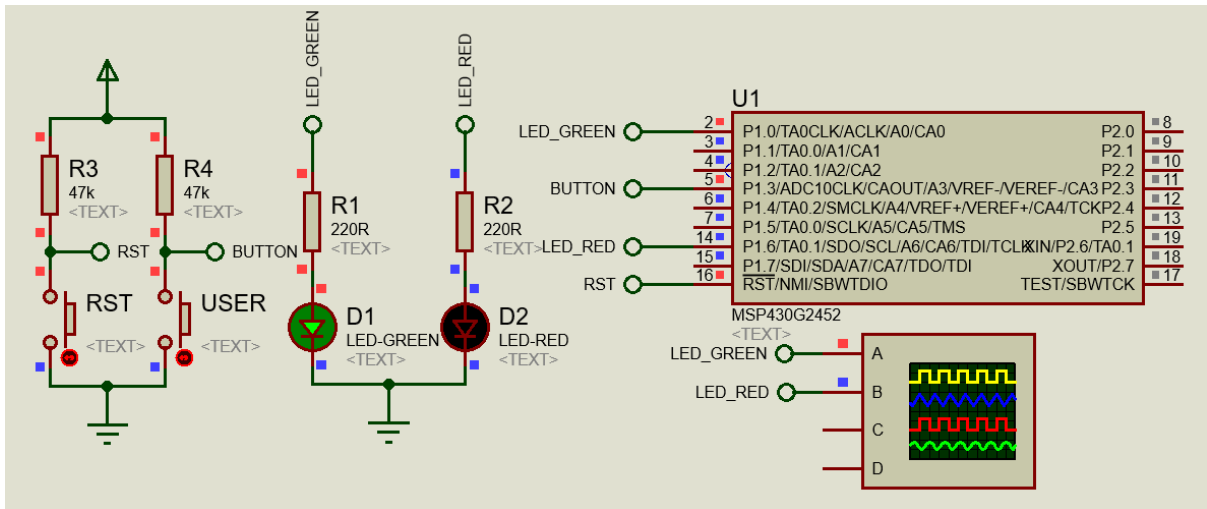 LED_GREEN
LED_RED
R3
47k
<TEXT>
R4
47k
<TEXT>
RST
BUTTON
RST
<TEXT>
USER
<TEXT>
R1
220R
<TEXT>
R2
220R
<TEXT>
D1
LED-GREEN
<TEXT>
D2
LED-RED
<TEXT>
U1
LED_GREEN
BUTTON
LED_RED
RST
2 P1.0/TA0CLK/ACLK/A0/CA0
3 P1.1/TA0.0/A1/CA1
4 P1.2/TA0.1/A2/CA2
5 P1.3/ADC10CLK/CAOUT/A3/VREF-/VEREF-/CA3
6 P1.4/TA0.2/SMCLK/A4/VREF+/VEREF+/CA4/TCK
7 P1.5/TA0.0/SCLK/A5/CA5/TMS
14 P1.6/TA0.1/SDO/SCL/A6/CA6/TDI/TCLK
15 P1.7/SDI/SDA/A7/CA7/TDO/TDI
16 RST/NMI/SBWTDIO
P2.0 8
P2.1 9
P2.2 10
P2.3 11
P2.4 12
P2.5 13
XIN/P2.6/TA0.1 19
XOUT/P2.7 18
TEST/SBWTCK 17
MSP430G2452
<TEXT>
LED_GREEN
LED_RED
A
B
C
D